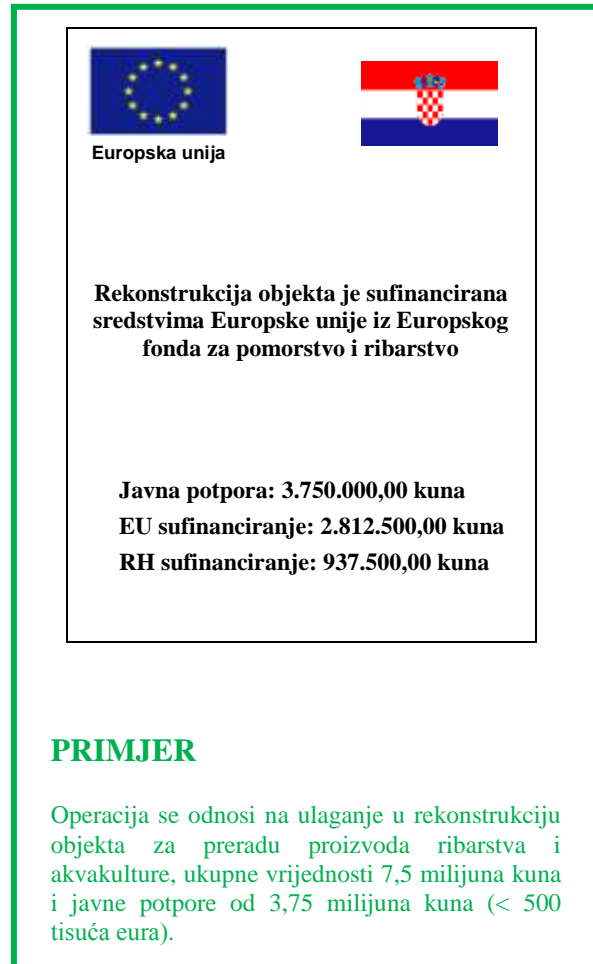 Europska unija
Rekonstrukcija objekta je sufinancirana
sredstvima Europske unije iz Europskog
fonda za pomorstvo i ribarstvo
Javna potpora: 3.750.000,00 kuna
EU sufinanciranje: 2.812.500,00 kuna
RH sufinanciranje: 937.500,00 kuna
PRIMJER
Operacija se odnosi na ulaganje u rekonstrukciju
objekta za preradu proizvoda ribarstva i
akvakulture, ukupne vrijednosti 7,5 milijuna kuna
i javne potpore od 3,75 milijuna kuna (< 500
tisuća eura).